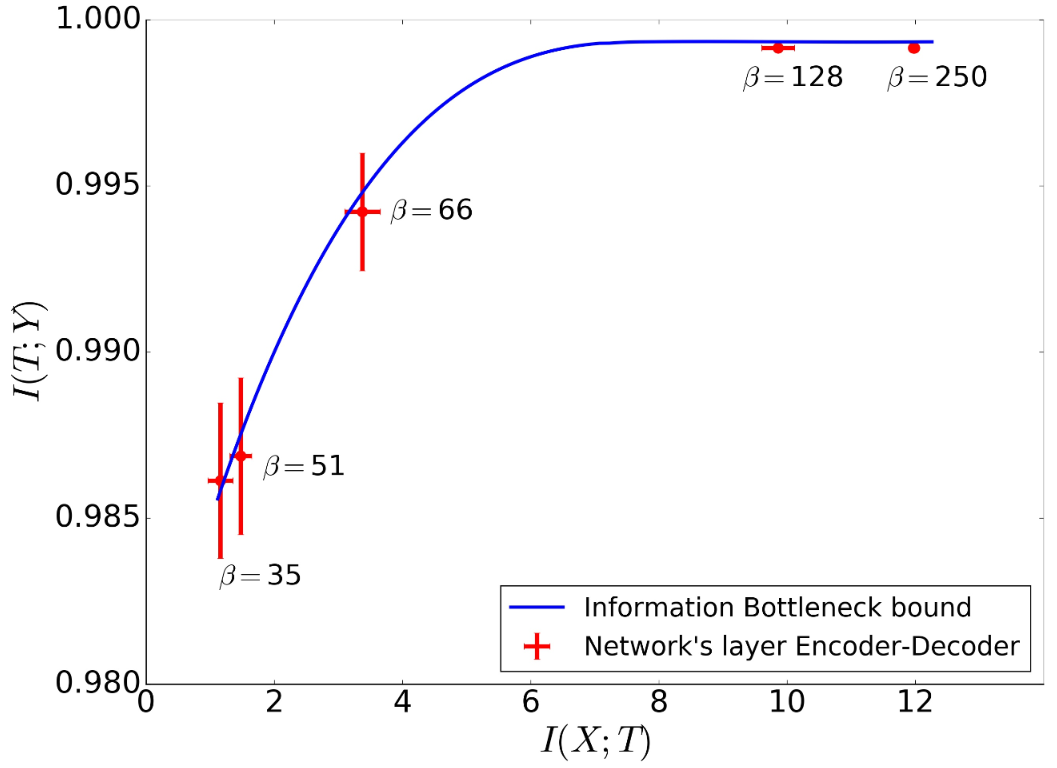 1.000
0.995
0.990
0.985
0.980
I(T;Y)
β=128
β=250
β=66
β=51
β=35
Information Bottleneck bound
Network's layer Encoder-Decoder
0 2 4 6 8 10 12
I(X;T)